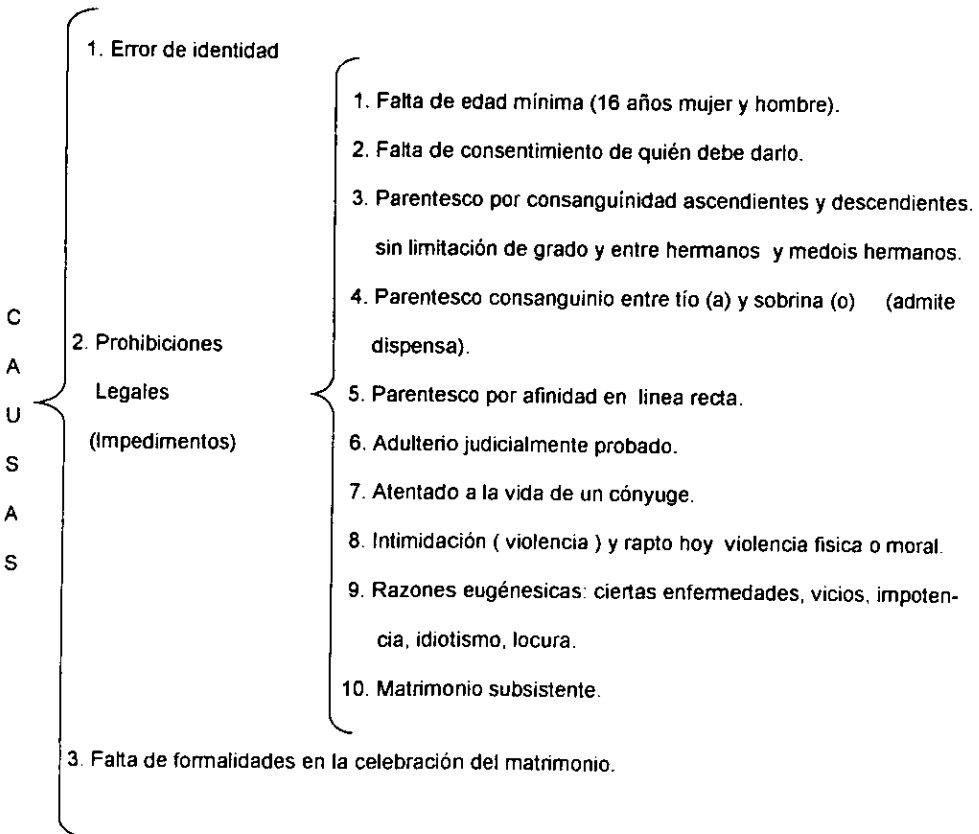 CAUSAS
1. Error de identidad
2. Prohibiciones
Legales
(Impedimentos)
1. Falta de edad mínima (16 años mujer y hombre).
2. Falta de consentimiento de quién debe darlo.
3. Parentesco por consanguínidad ascendientes y descendientes.
sin limitación de grado y entre hermanos y medois hermanos.
4. Parentesco consanguinio entre tío (a) y sobrina (o) (admite
dispensa).
5. Parentesco por afinidad en linea recta.
6. Adulterio judicialmente probado.
7. Atentado a la vida de un cónyuge.
8. Intimidación ( violencia ) y rapto hoy violencia fisica o moral.
9. Razones eugénesicas: ciertas enfermedades, vicios, impoten-
cia, idiotismo, locura.
10. Matrimonio subsistente.
3. Falta de formalidades en la celebración del matrimonio.